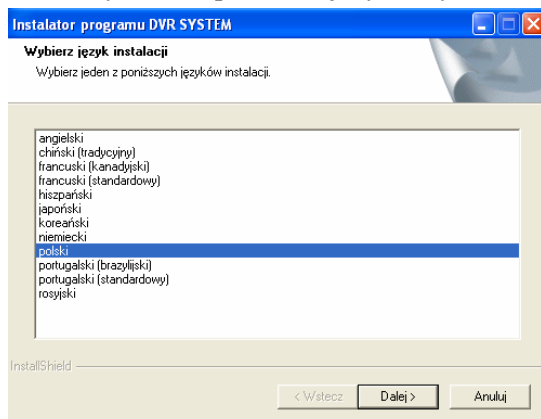 Instalator programu DVR SYSTEM
Wybierz język instalacji
Wybierz jeden z poniższych języków instalacji.
angielski
chiński (tradycyjny)
francuski (kanadyjski)
francuski (standardowy)
hiszpański
japoński
koreański
niemiecki
polski
portugalski (brazylijski)
portugalski (standardowy)
rosyjski
InstallShield
< Wstecz
Dalej >
Anuluj